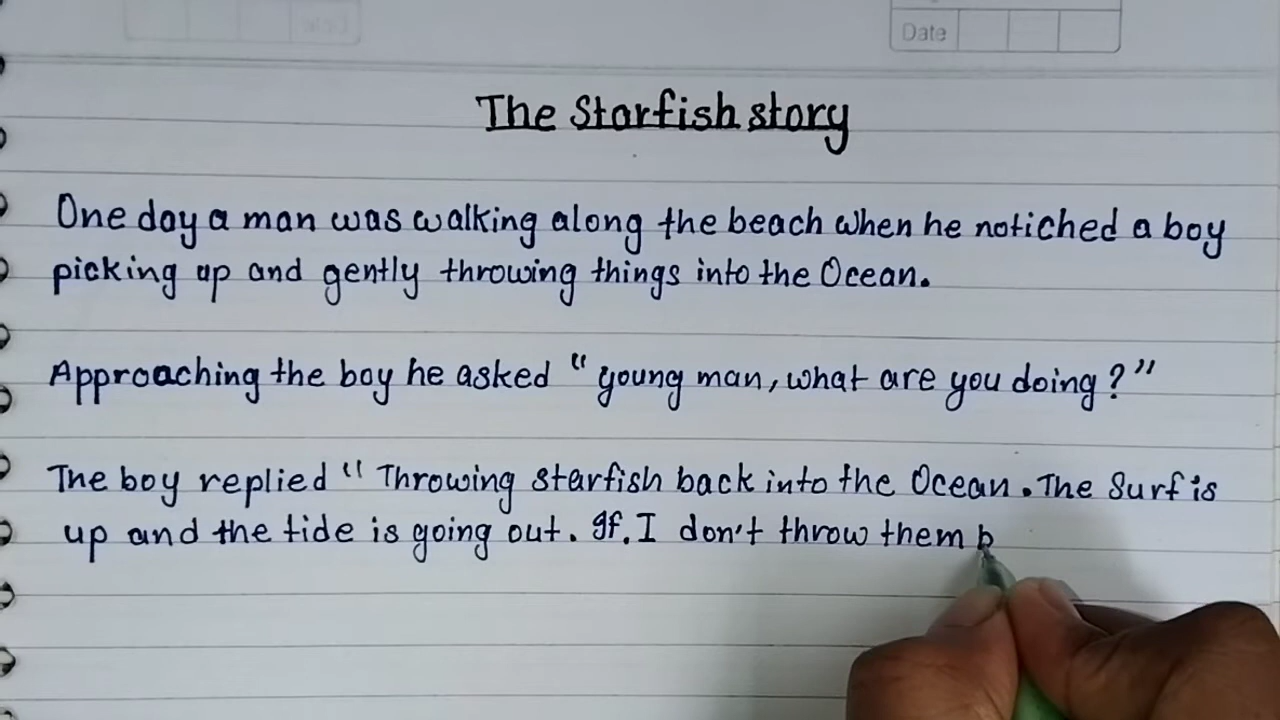 Date
The Starfish story
One day a man was walking along the beach when he notiched a boy
picking up and gently throwing things into the Ocean.
Approaching the boy he asked "young man, what are you doing?"
The boy replied "Throwing starfish back into the Ocean. The Surf is
up and the tide is going out. If. I don't throw them b